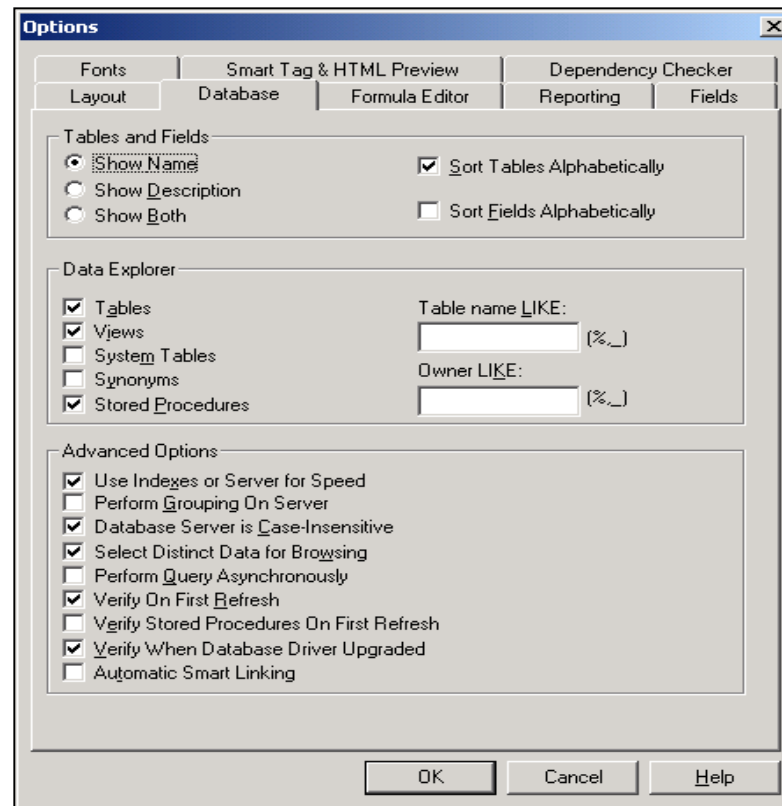 Options
Fonts Smart Tag & HTML Preview Dependency Checker
Layout Database Formula Editor Reporting Fields
Tables and Fields
Show Name
Show Description
Show Both
Sort Tables Alphabetically
Sort Fields Alphabetically
Data Explorer
Tables
Views
System Tables
Synonyms
Stored Procedures
Table name LIKE:
(%,_)
Owner LIKE:
(%,_)
Advanced Options
Use Indexes or Server for Speed
Perform Grouping On Server
Database Server is Case-Insensitive
Select Distinct Data for Browsing
Perform Query Asynchronously
Verify On First Refresh
Verify Stored Procedures On First Refresh
Verify When Database Driver Upgraded
Automatic Smart Linking
OK Cancel Help